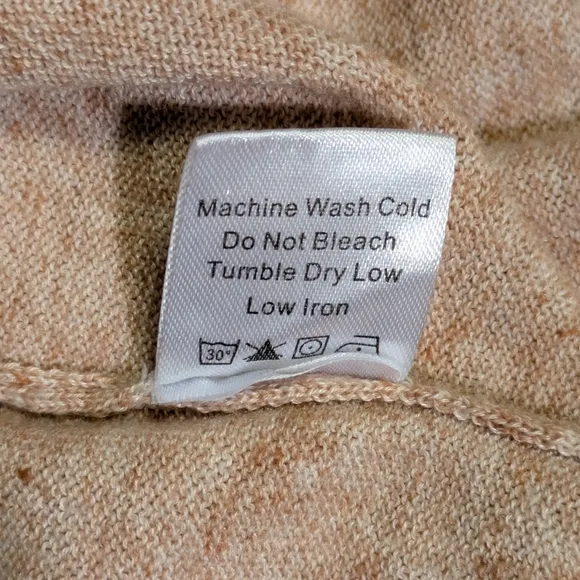 Machine Wash Cold
Do Not Bleach
Tumble Dry Low
Low Iron
30°